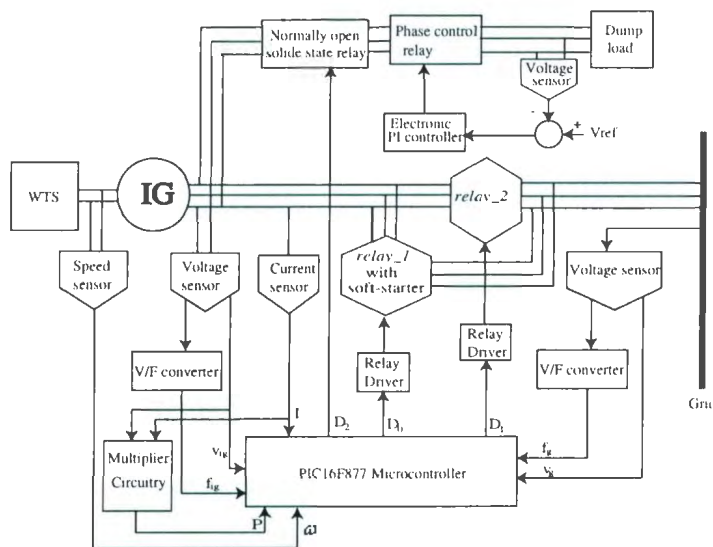 Normally open
solide state relay
Phase control
relay
Dump
load
Voltage
sensor
-
+
Vref
Electronic
PI controller
WTS
IG
relay_2
relay_1
with
soft-starter
Speed
sensor
Voltage
sensor
Current
sensor
Voltage sensor
V/F converter
Relay
Driver
Relay
Driver
V/F converter
Grid
I
D2
D0
D1
Multiplier
Circuitry
vig
fig
PIC16F877 Microcontroller
fg
vg
P
ω